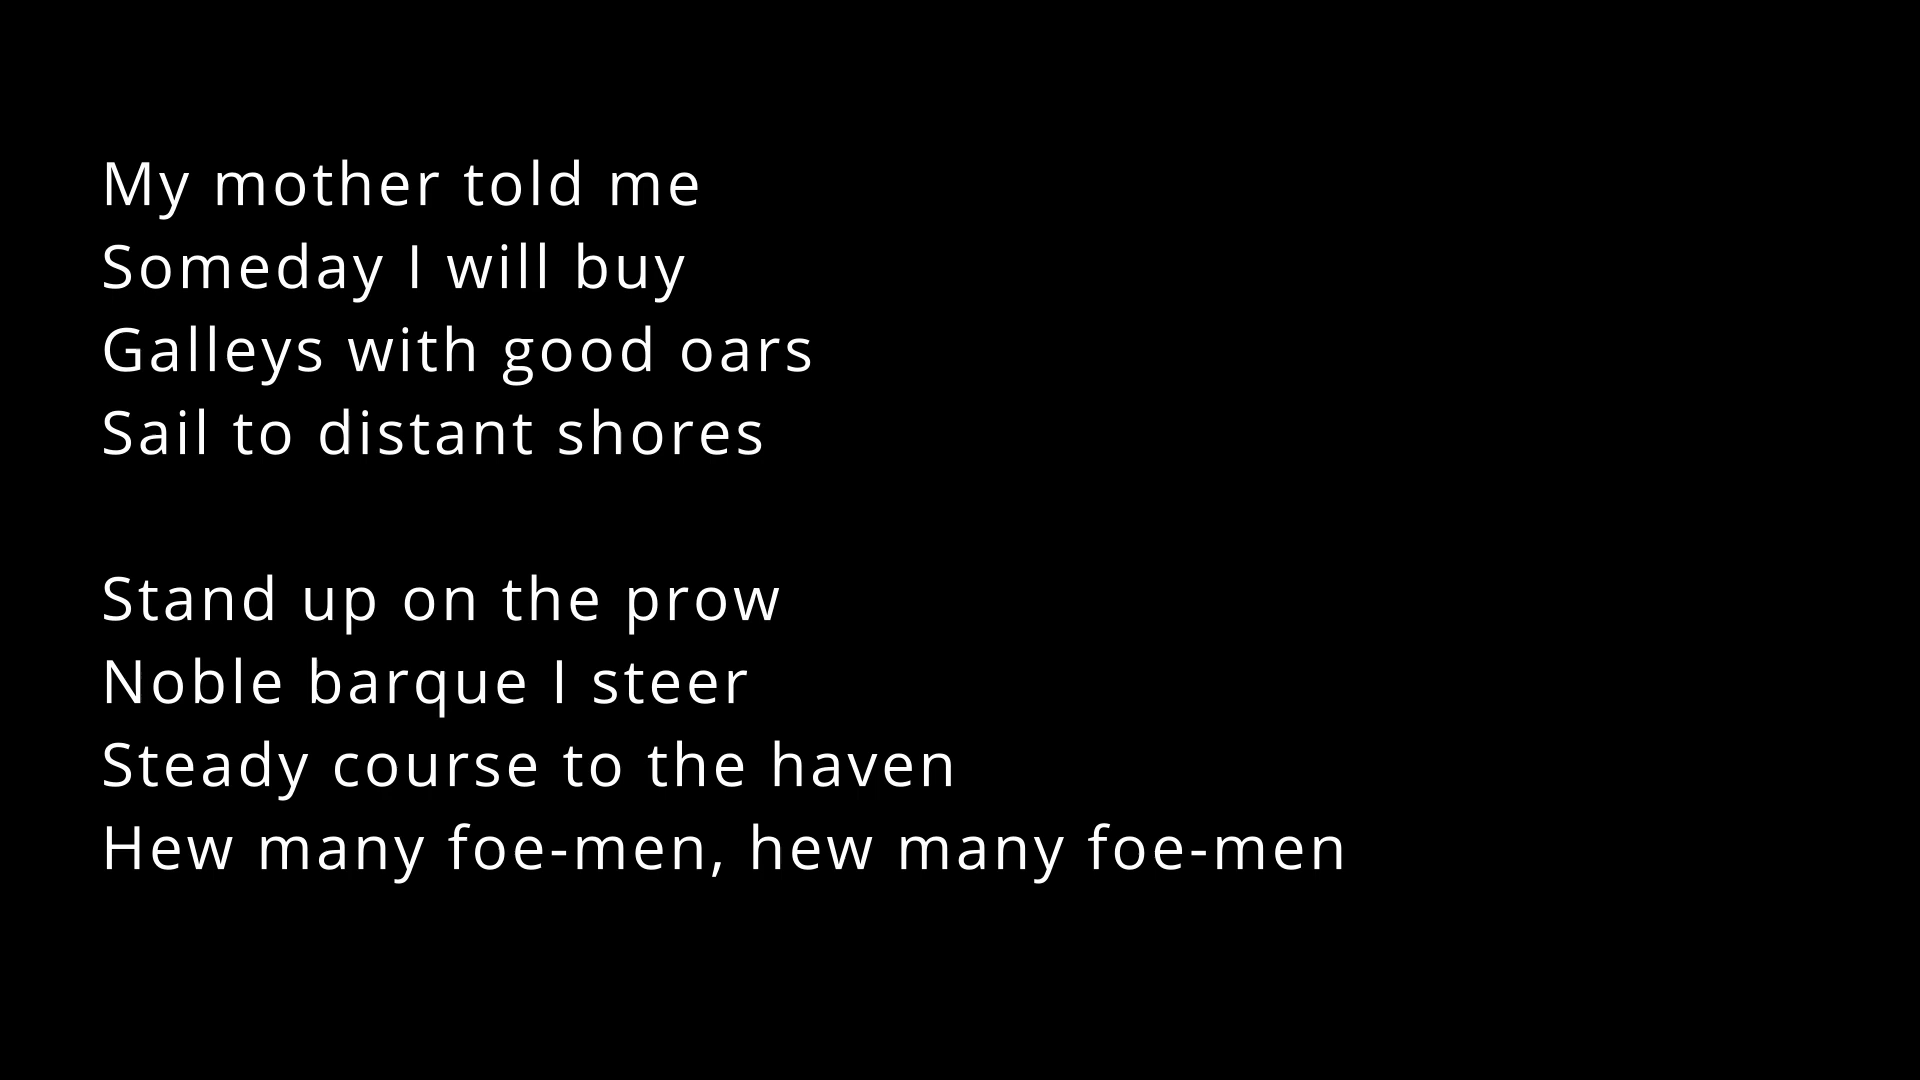 My mother told me
Someday I will buy
Galleys with good oars
Sail to distant shores
Stand up on the prow
Noble barque I steer
Steady course to the haven
Hew many foe-men, hew many foe-men